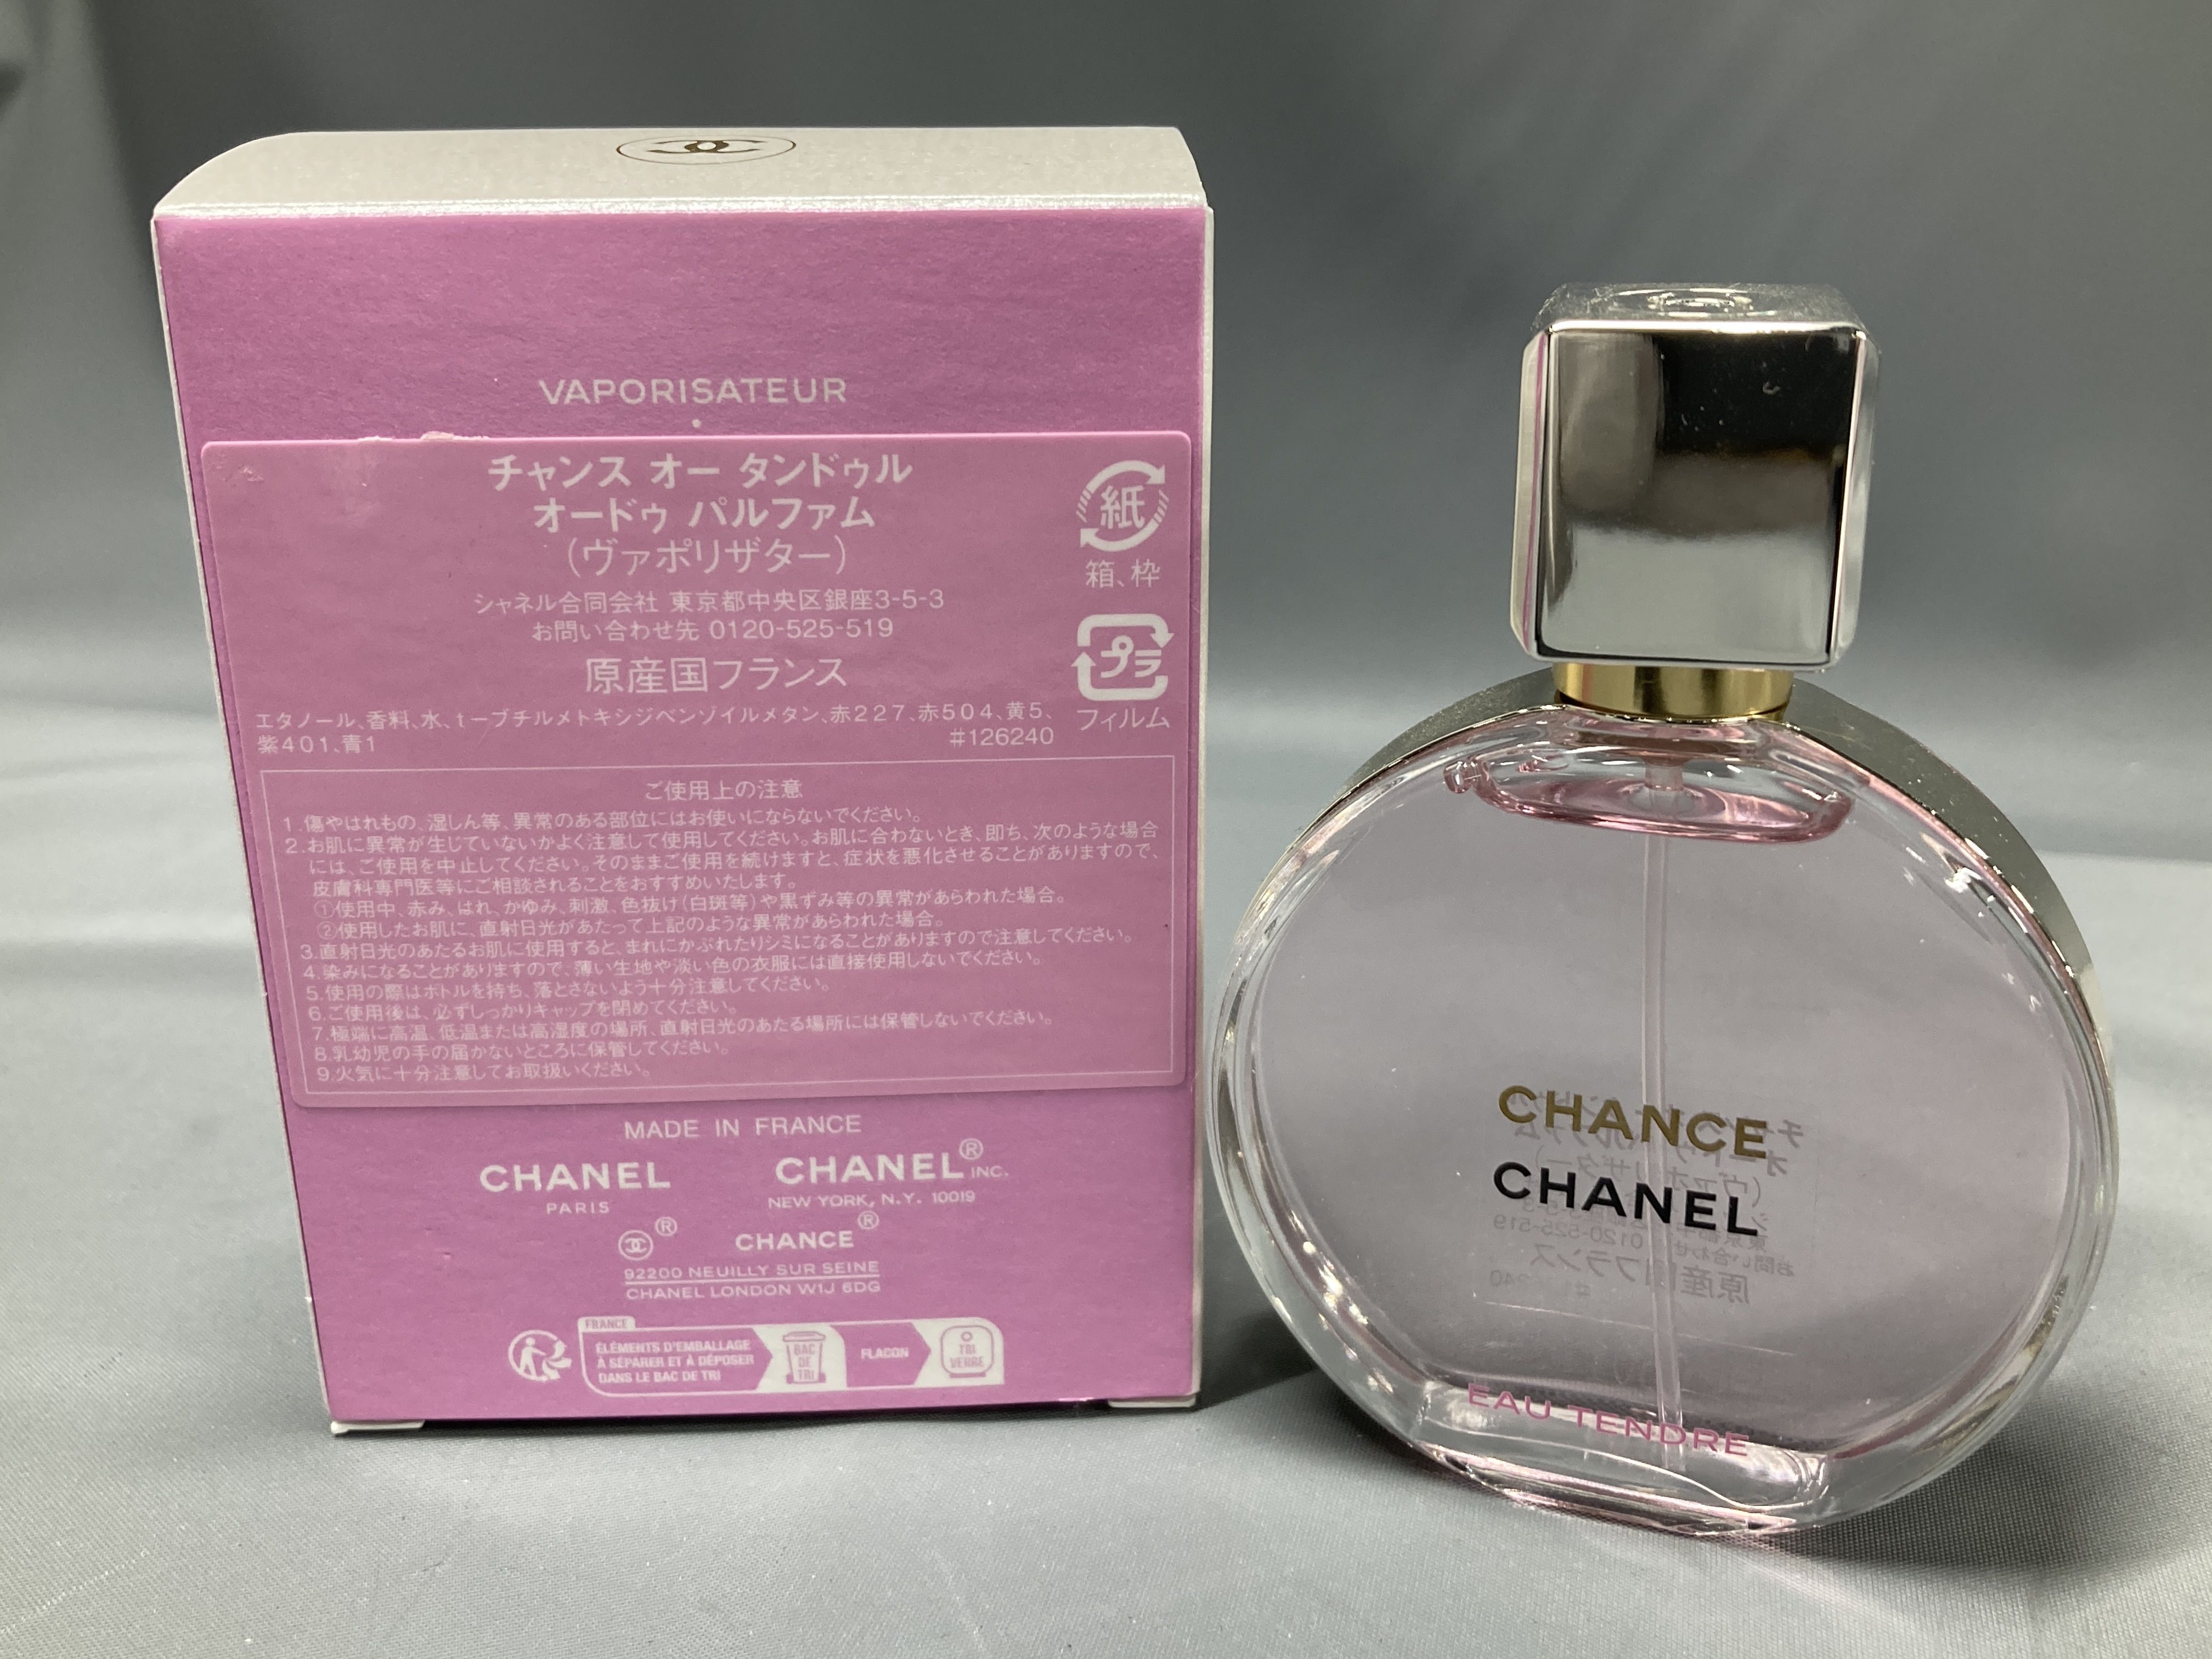 VAPORISATEUR
チャンス オー タンドゥル
オードゥ パルファム
(ヴァポリザター)
シャネル合同会社 東京都中央区銀座3-5-3
お問い合わせ先 0120-525-519
原産国フランス
紙
箱、枠
プラ
フィルム
エタノール、香料、水、t-ブチルメトキシジベンゾイルメタン、赤227、赤504、黄5、
紫401、青1
#126240
ご使用上の注意
1.傷やはれもの、湿しん等、異常のある部位にはお使いにならないでください。
2.お肌に異常が生じていないかよく注意して使用してください。お肌に合わないとき、即ち、次のような場合
には、ご使用を中止してください。そのままご使用を続けますと、症状を悪化させることがありますので、
皮膚科専門医等にご相談されることをおすすめいたします。
①使用中、赤み、はれ、かゆみ、刺激、色抜け(白斑等)や黒ずみ等の異常があらわれた場合。
②使用したお肌に、直射日光があたって上記のような異常があらわれた場合。
3.直射日光のあたるお肌に使用すると、まれにかぶれたりシミになることがありますので注意してください。
4.染みになることがありますので、薄い生地や淡い色の衣服には直接使用しないでください。
5.使用の際はボトルを持ち、落とさないよう十分注意してください。
6.ご使用後は、必ずしっかりキャップを閉めてください。
7.極端に高温、低温または高湿度の場所、直射日光のあたる場所には保管しないでください。
8.乳幼児の手の届かないところに保管してください。
9.火気に十分注意してお取扱いください。
MADE IN FRANCE
CHANEL
PARIS
CHANEL® INC.
NEW YORK, N.Y. 10019
®
CHANCE®
92200 NEUILLY SUR SEINE
CHANEL LONDON W1J 6DG
FRANCE
ÉLÉMENTS D'EMBALLAGE
À SÉPARER ET À DÉPOSER
DANS LE BAC DE TRI
BAC
DE
TRI
FLACON
TRI
VERRE
CHANCE
CHANEL
EAU TENDRE